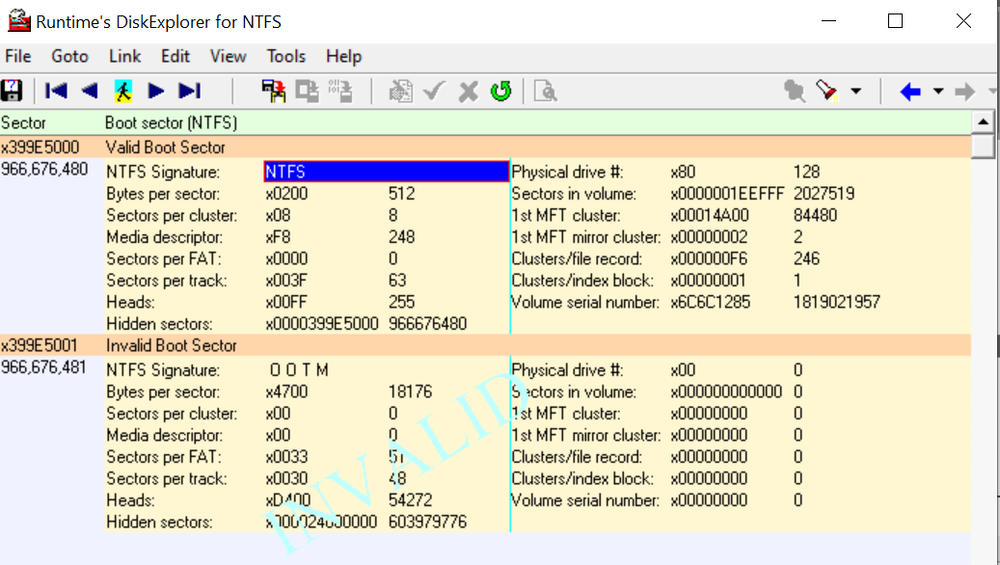 Runtime's DiskExplorer for NTFS
File Goto Link Edit View Tools Help
Sector Boot sector (NTFS)
x399E5000 Valid Boot Sector
966,676,480 NTFS Signature: NTFS Physical drive #: x80 128
Bytes per sector: x0200 512 Sectors in volume: x0000001EEFFF 2027519
Sectors per cluster: x08 8 1st MFT cluster: x00014A00 84480
Media descriptor: xF8 248 1st MFT mirror cluster: x00000002 2
Sectors per FAT: x0000 0 Clusters/file record: x000000F6 246
Sectors per track: x003F 63 Clusters/index block: x00000001 1
Heads: x00FF 255 Volume serial number: x6C6C1285 1819021957
Hidden sectors: x0000399E5000 966676480
x399E5001 Invalid Boot Sector
966,676,481 NTFS Signature: O O T M Physical drive #: x00 0
Bytes per sector: x4700 18176 Sectors in volume: x000000000000 0
Sectors per cluster: x00 0 1st MFT cluster: x00000000 0
Media descriptor: x00 0 1st MFT mirror cluster: x00000000 0
Sectors per FAT: x0033 51 Clusters/file record: x00000000 0
Sectors per track: x0030 48 Clusters/index block: x00000000 0
Heads: xD400 54272 Volume serial number: x00000000 0
Hidden sectors: x000024000000 603979776
INVALID